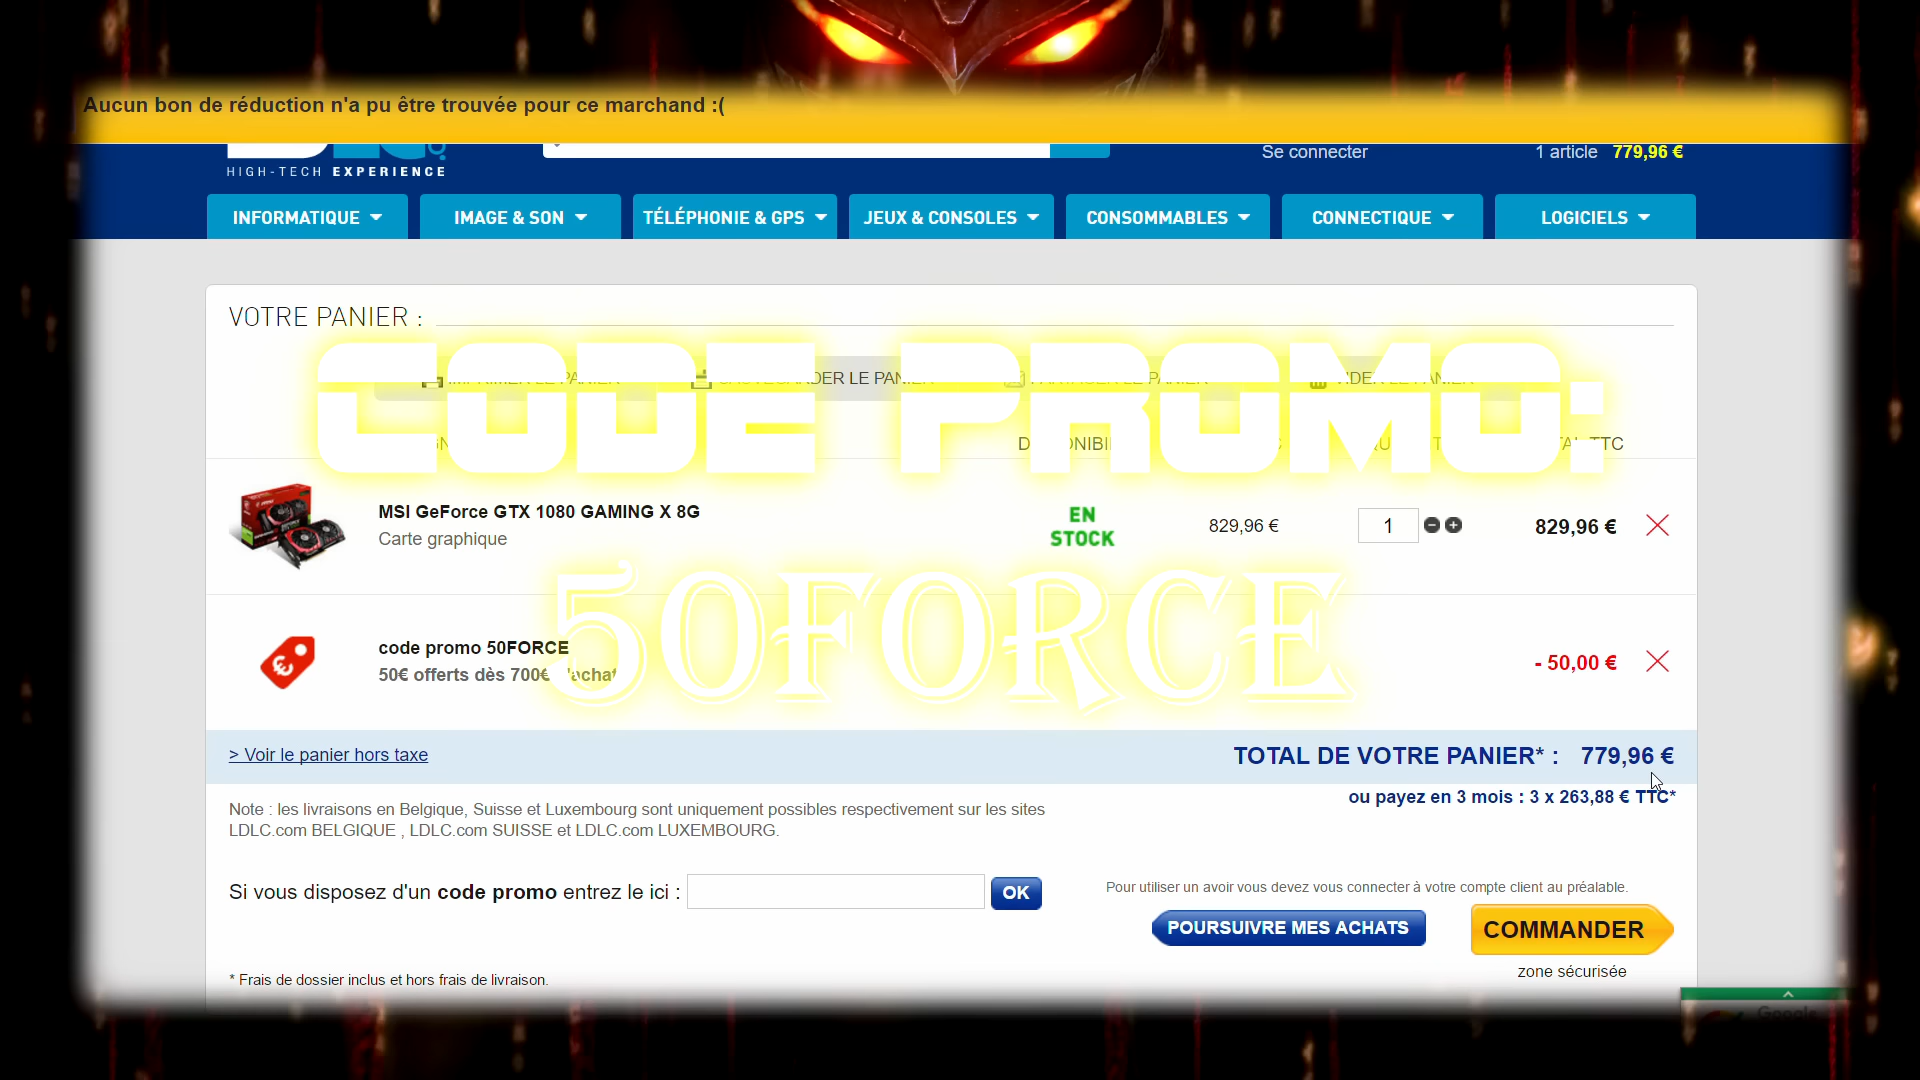 Aucun bon de réduction n'a pu être trouvée pour ce marchand :(
HIGH-TECH EXPERIENCE
Se connecter
1 article 779,96 €
INFORMATIQUE
IMAGE & SON
TÉLÉPHONIE & GPS
JEUX & CONSOLES
CONSOMMABLES
CONNECTIQUE
LOGICIELS
VOTRE PANIER :
CODE PROMO:
MSI GeForce GTX 1080 GAMING X 8G
Carte graphique
EN STOCK
829,96 €
1
829,96 €
50FORCE
code promo 50FORCE
50€ offerts dès 700€ d'achat
- 50,00 €
> Voir le panier hors taxe
TOTAL DE VOTRE PANIER* : 779,96 €
ou payez en 3 mois : 3 x 263,88 € TTC*
Note : les livraisons en Belgique, Suisse et Luxembourg sont uniquement possibles respectivement sur les sites
LDLC.com BELGIQUE , LDLC.com SUISSE et LDLC.com LUXEMBOURG.
Si vous disposez d'un code promo entrez le ici :
OK
Pour utiliser un avoir vous devez vous connecter à votre compte client au préalable.
POURSUIVRE MES ACHATS
COMMANDER
zone sécurisée
* Frais de dossier inclus et hors frais de livraison.
Google